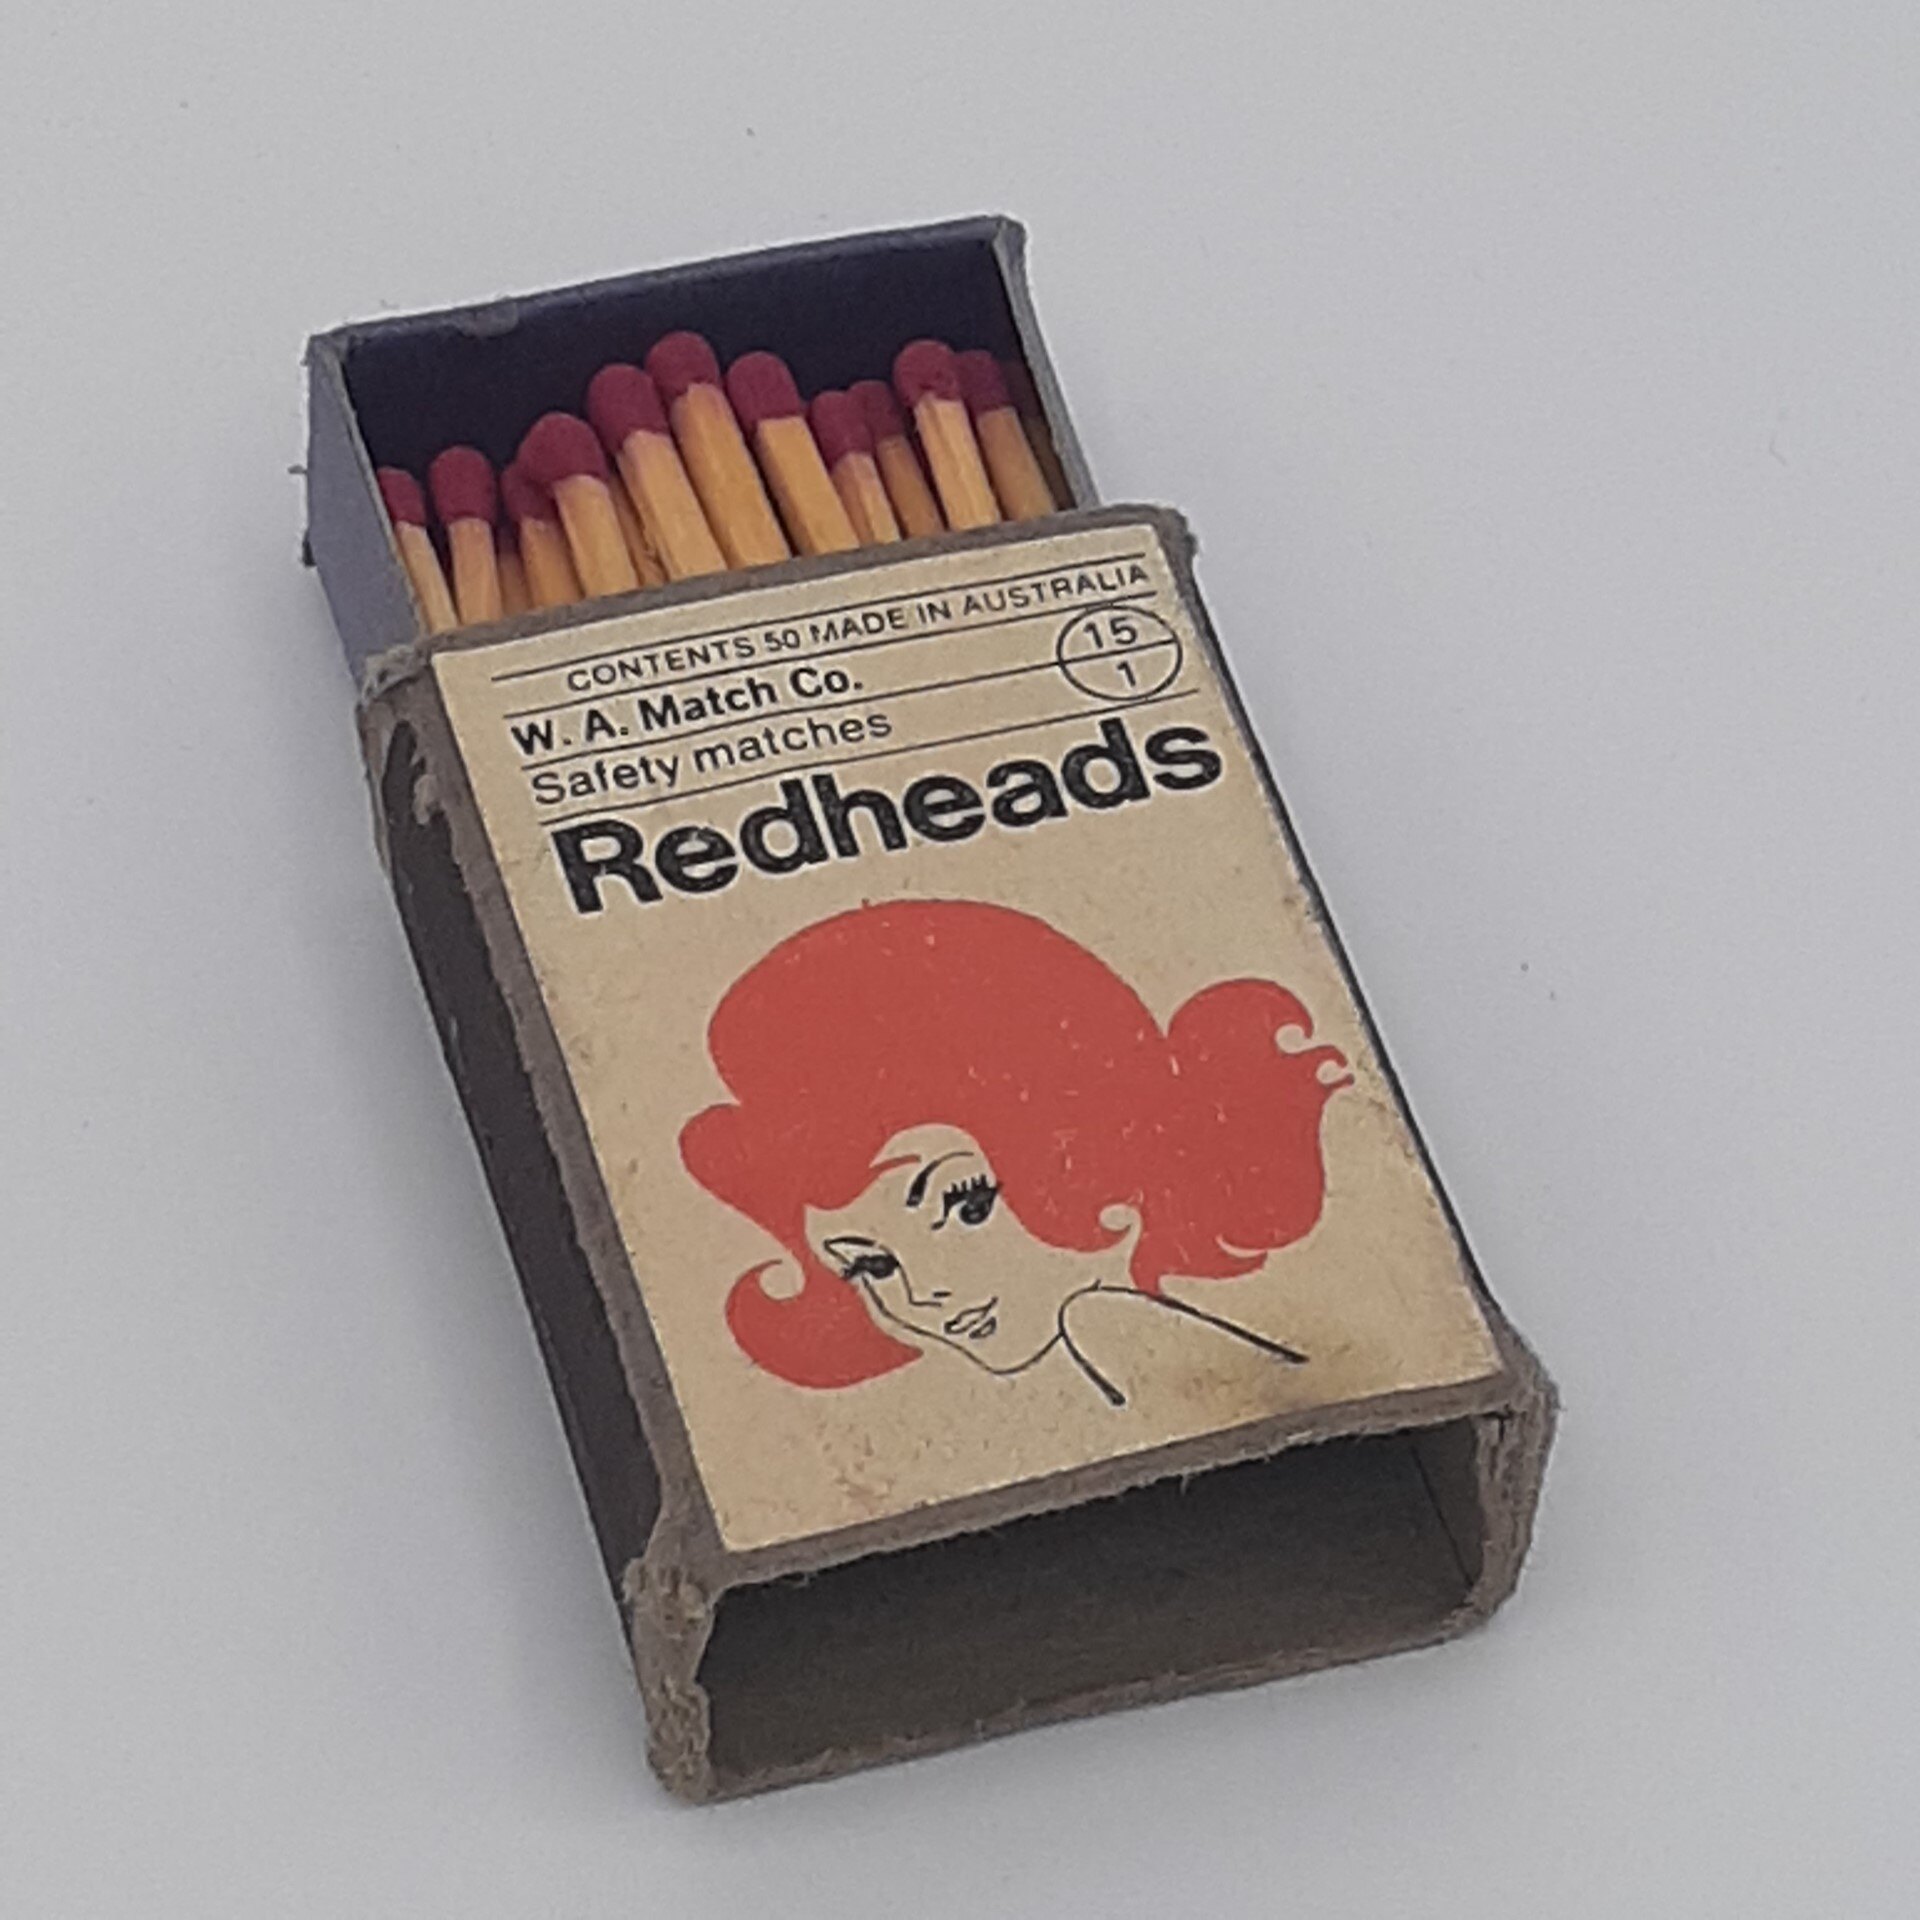 CONTENTS 50 MADE IN AUSTRALIA
W. A. Match Co.
15
1
Safety matches
Redheads